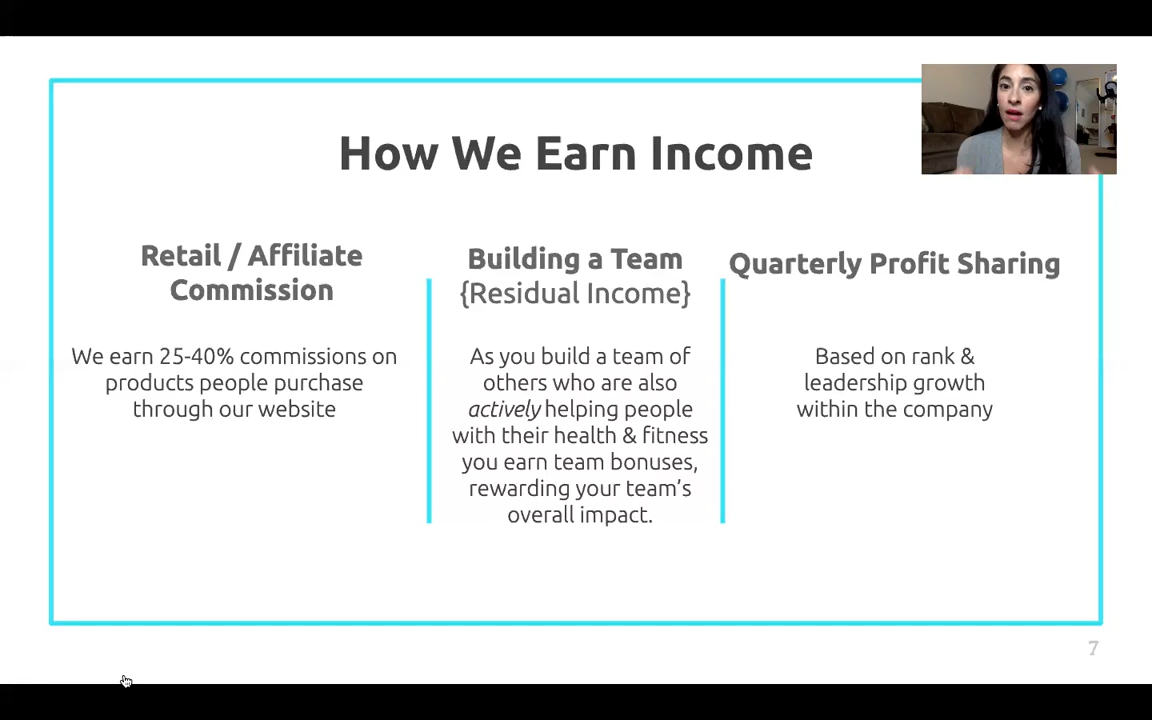 How We Earn Income
Retail / Affiliate
Commission
We earn 25-40% commissions on
products people purchase
through our website
Building a Team
{Residual Income}
As you build a team of
others who are also
actively helping people
with their health & fitness
you earn team bonuses,
rewarding your team’s
overall impact.
Quarterly Profit Sharing
Based on rank &
leadership growth
within the company
7